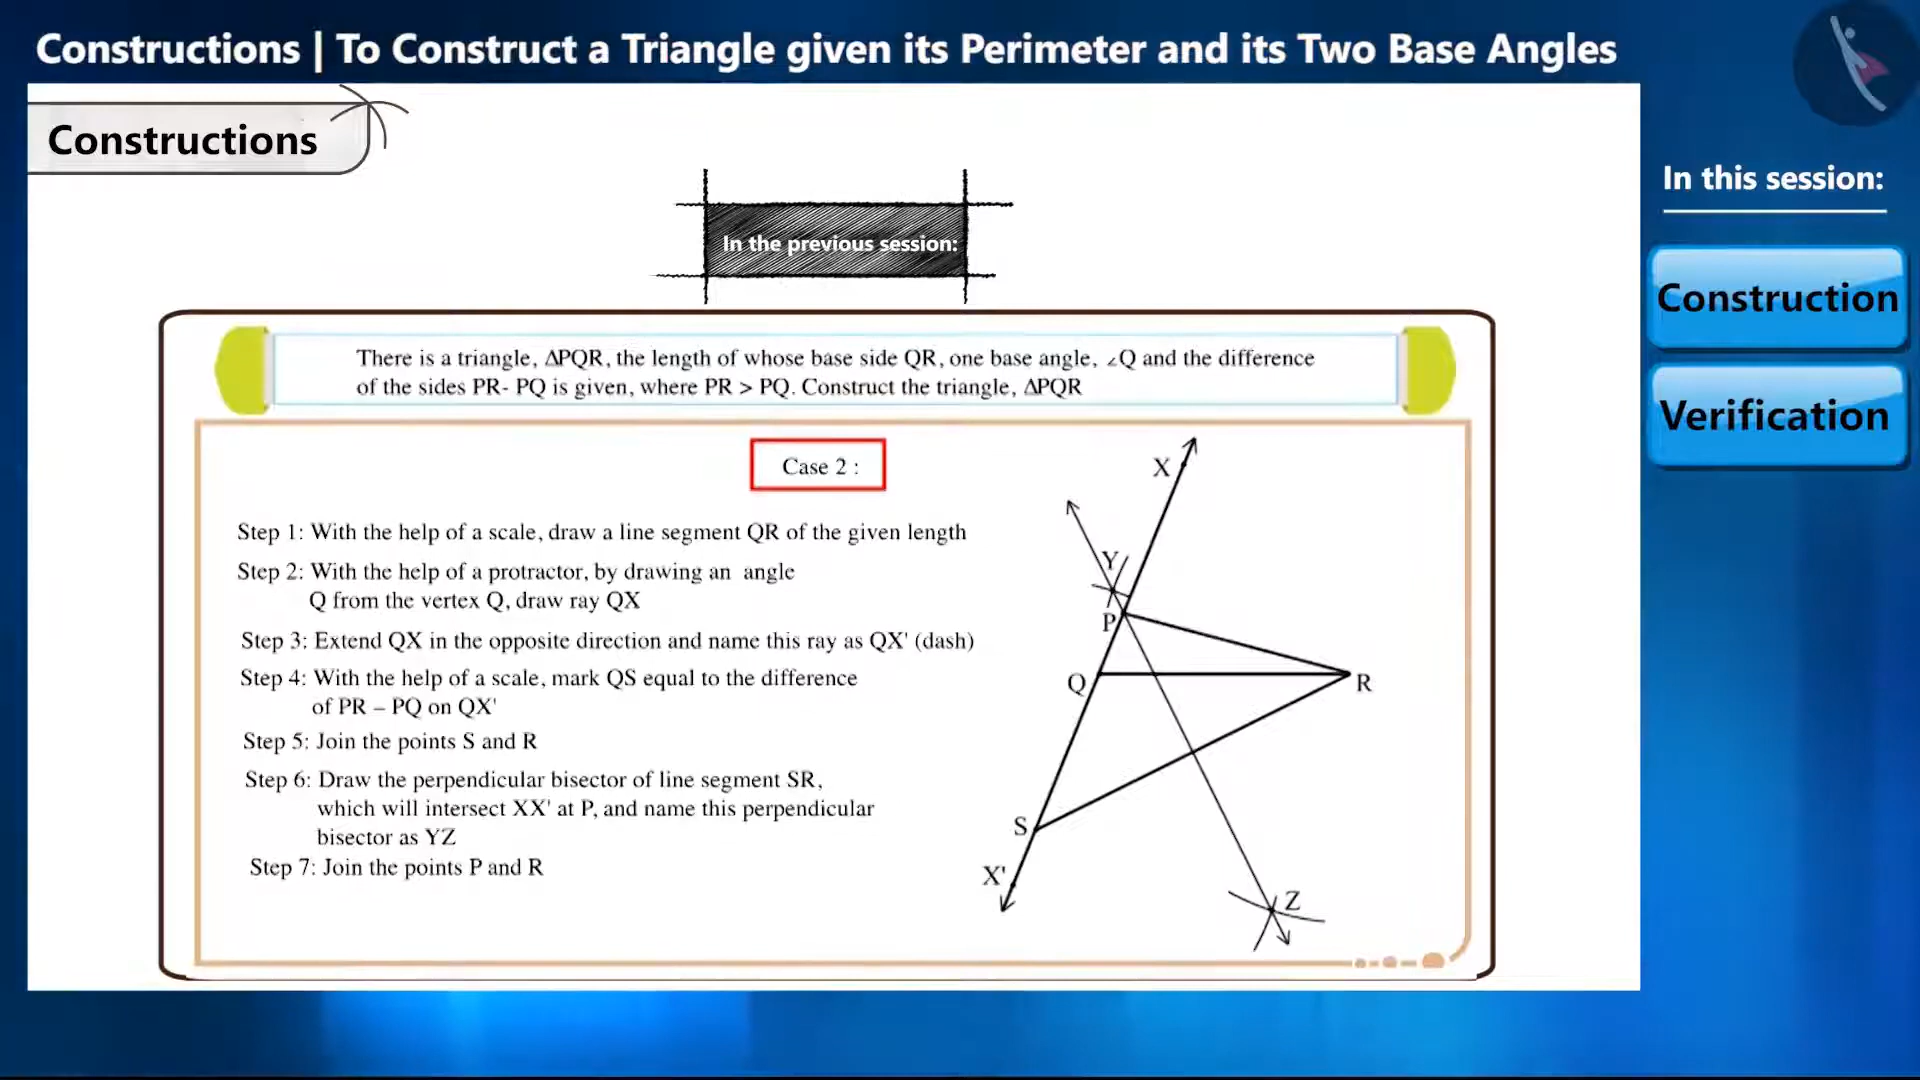 Constructions | To Construct a Triangle given its Perimeter and its Two Base Angles
Constructions
In this session:
Construction
Verification
In the previous session:
There is a triangle, ΔPQR, the length of whose base side QR, one base angle, ∠Q and the difference
of the sides PR- PQ is given, where PR > PQ. Construct the triangle, ΔPQR
Case 2 :
Step 1: With the help of a scale, draw a line segment QR of the given length
Step 2: With the help of a protractor, by drawing an angle
Q from the vertex Q, draw ray QX
Step 3: Extend QX in the opposite direction and name this ray as QX' (dash)
Step 4: With the help of a scale, mark QS equal to the difference
of PR – PQ on QX'
Step 5: Join the points S and R
Step 6: Draw the perpendicular bisector of line segment SR,
which will intersect XX' at P, and name this perpendicular
bisector as YZ
Step 7: Join the points P and R
X
Y
P
Q
R
S
X'
Z